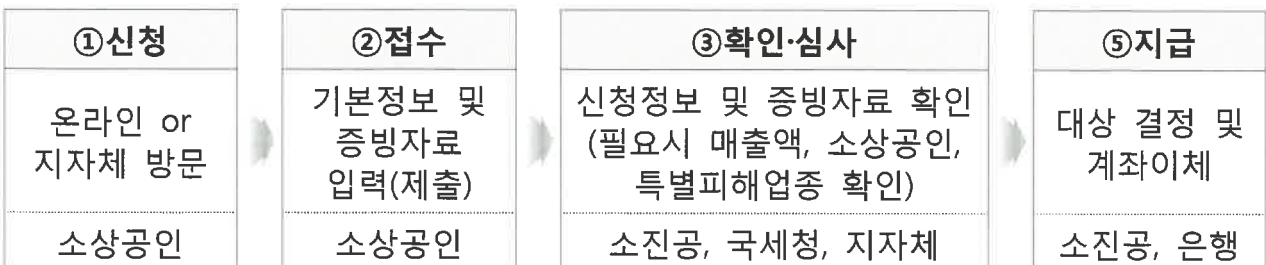 ①신청
온라인 or
지자체 방문
소상공인
②접수
기본정보 및
증빙자료
입력(제출)
소상공인
③확인·심사
신청정보 및 증빙자료 확인
(필요시 매출액, 소상공인,
특별피해업종 확인)
소진공, 국세청, 지자체
⑤지급
대상 결정 및
계좌이체
소진공, 은행